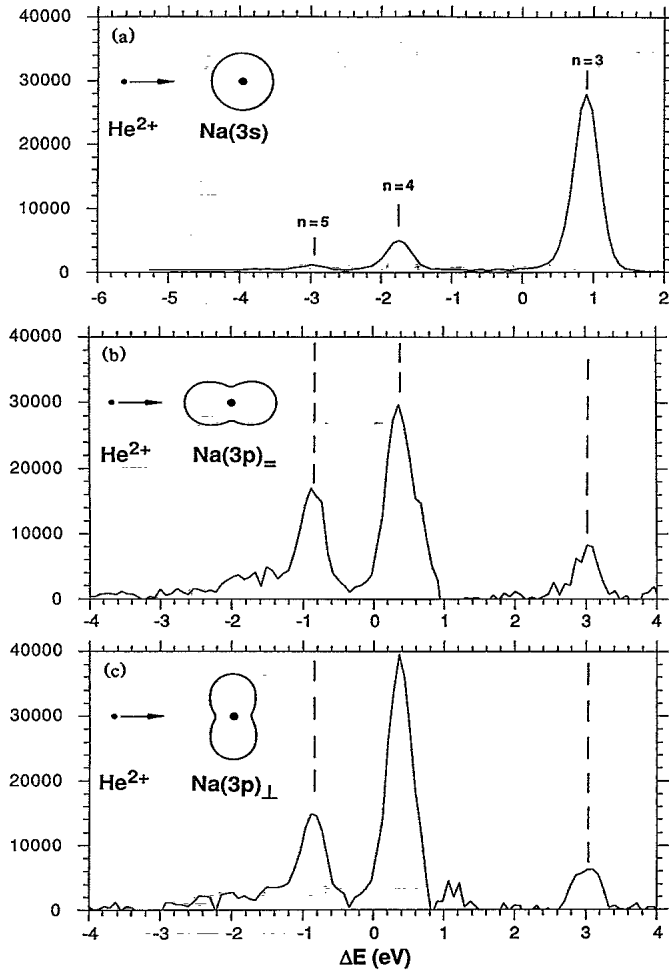 (a)
n=3
40000
30000
20000
10000
0
He2+
Na(3s)
n=5
n=4
-6 -5 -4 -3 -2 -1 0 1 2
(b)
40000
30000
20000
10000
0
He2+
Na(3p)=
-4 -3 -2 -1 0 1 2 3 4
(c)
40000
30000
20000
10000
0
He2+
Na(3p)⊥
-4 -3 -2 -1 0 1 2 3 4
ΔE (eV)